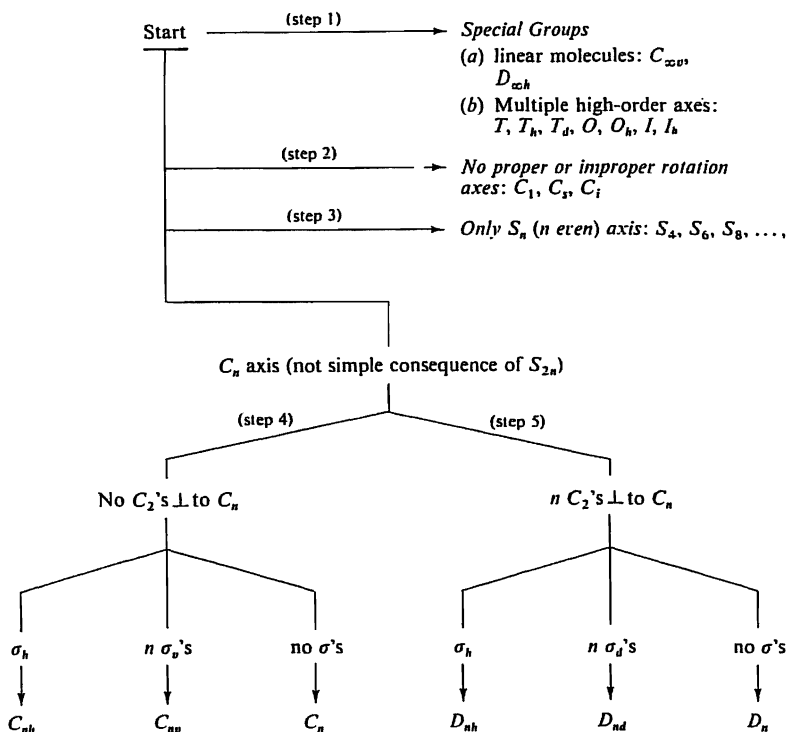 Start
(step 1)
Special Groups
(a) linear molecules: C∞v,
D∞h
(b) Multiple high-order axes:
T, Th, Td, O, Oh, I, Ih
(step 2)
No proper or improper rotation
axes: C1, Cs, Ci
(step 3)
Only Sn (n even) axis: S4, S6, S8, ...,
Cn axis (not simple consequence of S2n)
(step 4)
(step 5)
No C2's ⊥ to Cn
n C2's ⊥ to Cn
σh
n σv's
no σ's
σh
n σd's
no σ's
Cnh
Cnv
Cn
Dnh
Dnd
Dn